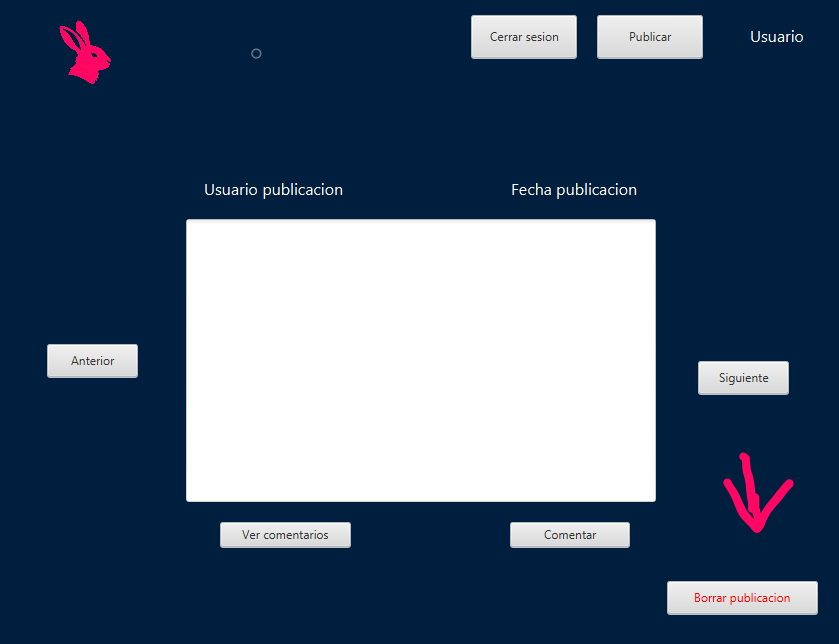 Cerrar sesion
Publicar
Usuario
Usuario publicacion
Fecha publicacion
Anterior
Siguiente
Ver comentarios
Comentar
Borrar publicacion